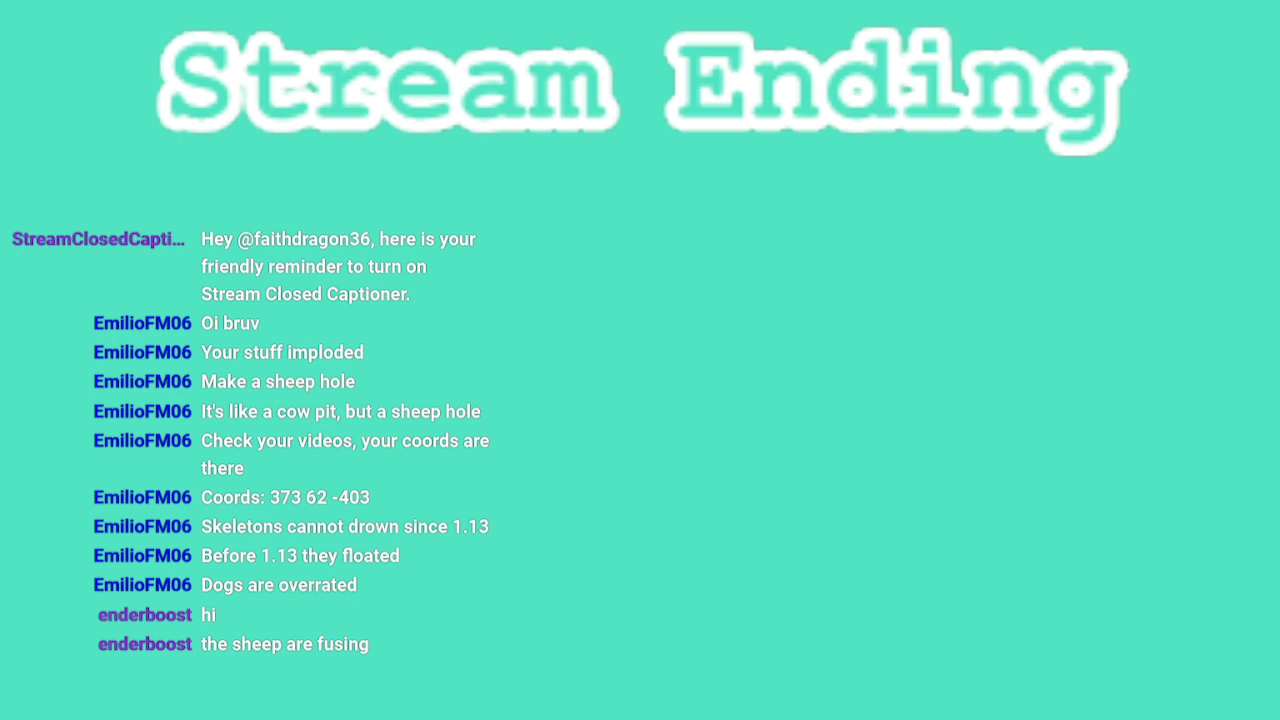 Stream Ending
StreamClosedCapti... Hey @faithdragon36, here is your
friendly reminder to turn on
Stream Closed Captioner.
EmilioFM06 Oi bruv
EmilioFM06 Your stuff imploded
EmilioFM06 Make a sheep hole
EmilioFM06 It's like a cow pit, but a sheep hole
EmilioFM06 Check your videos, your coords are
there
EmilioFM06 Coords: 373 62 -403
EmilioFM06 Skeletons cannot drown since 1.13
EmilioFM06 Before 1.13 they floated
EmilioFM06 Dogs are overrated
enderboost hi
enderboost the sheep are fusing